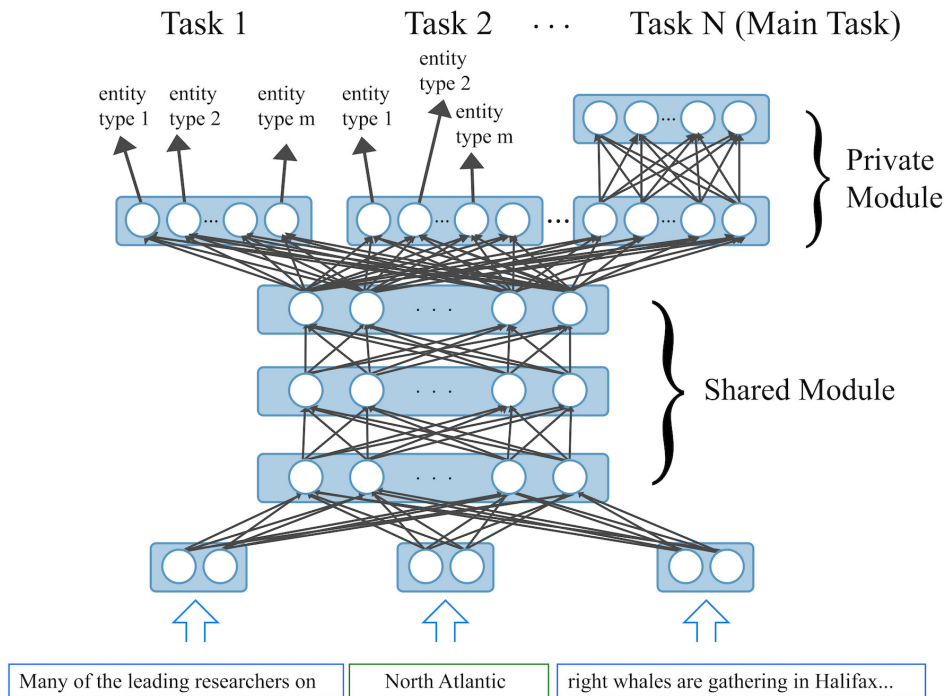 Task 1
Task 2
· · ·
Task N (Main Task)
entity
type 1
entity
type 2
entity
type m
entity
type 1
entity
type 2
entity
type m
...
...
...
...
...
Private
Module
· · ·
· · ·
· · ·
Shared Module
Many of the leading researchers on
North Atlantic
right whales are gathering in Halifax...